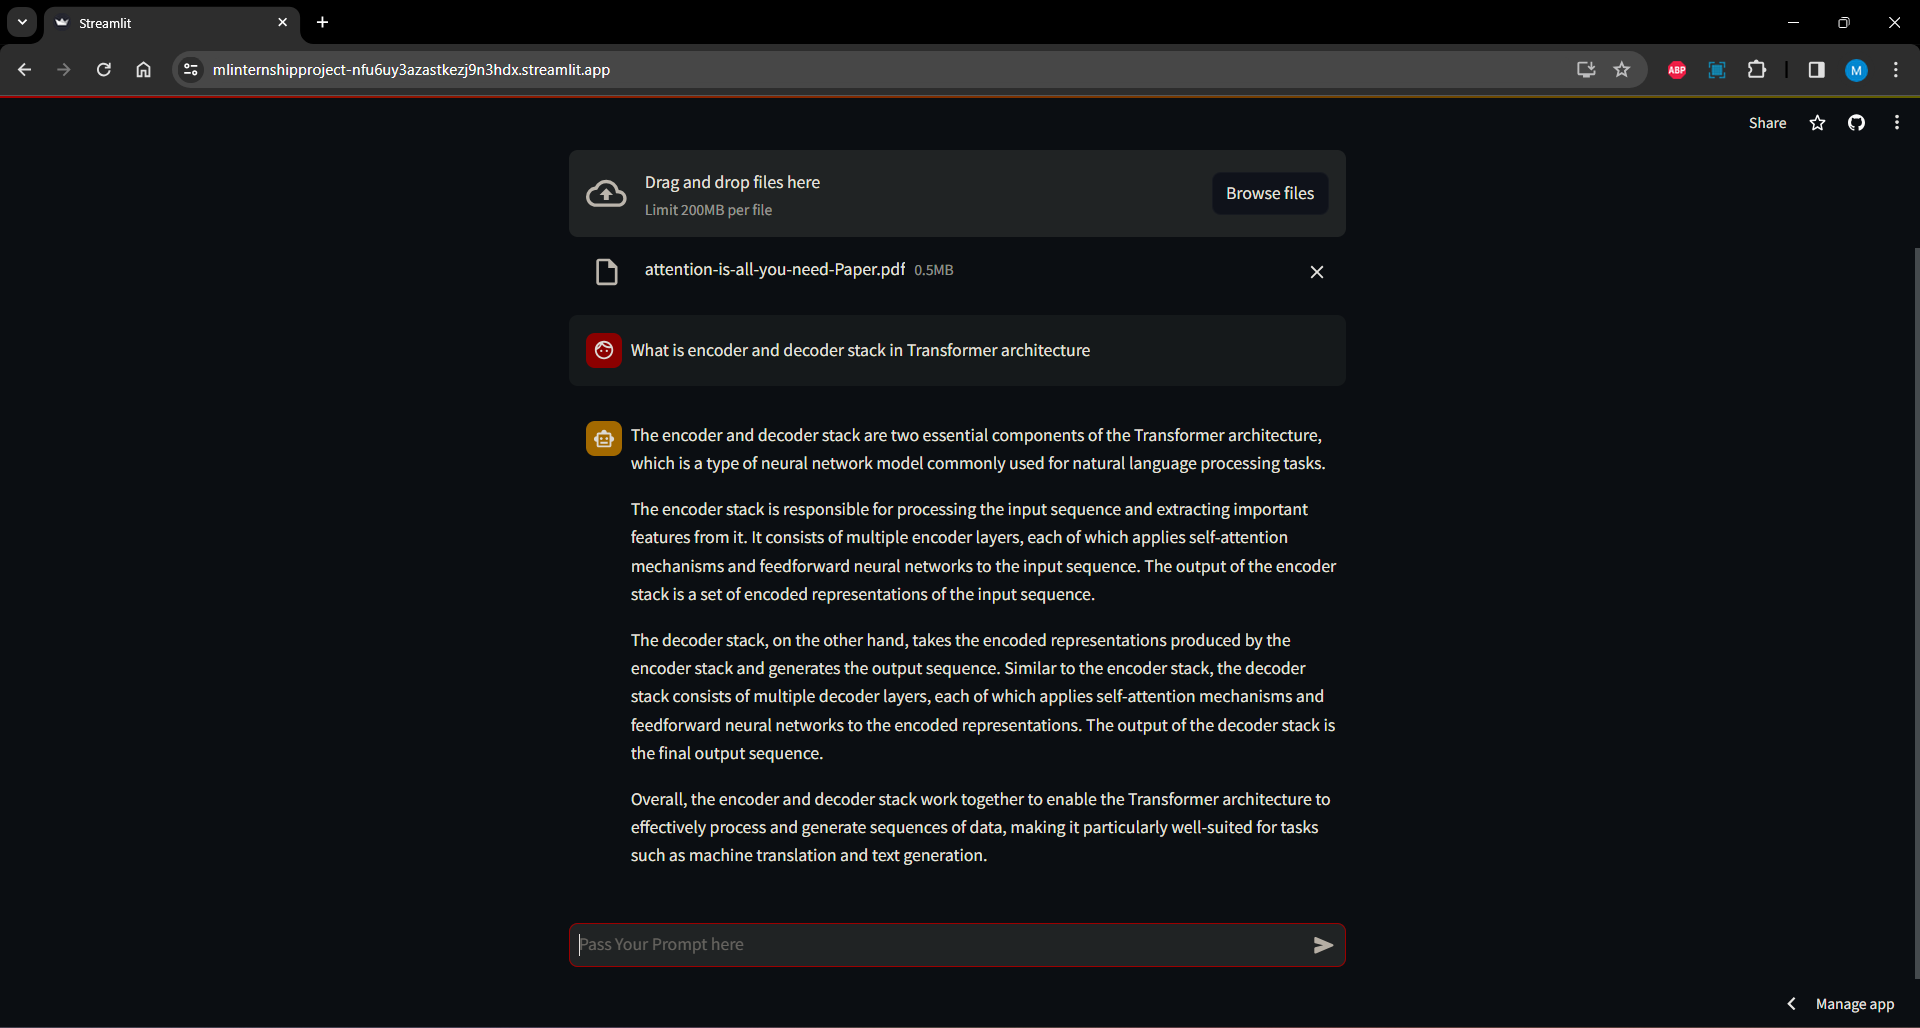 Streamlit
mlinternshipproject-nfu6uy3azastkezj9n3hdx.streamlit.app
ABP
M
Share
Drag and drop files here
Limit 200MB per file
Browse files
attention-is-all-you-need-Paper.pdf 0.5MB
What is encoder and decoder stack in Transformer architecture
The encoder and decoder stack are two essential components of the Transformer architecture,
which is a type of neural network model commonly used for natural language processing tasks.
The encoder stack is responsible for processing the input sequence and extracting important
features from it. It consists of multiple encoder layers, each of which applies self-attention
mechanisms and feedforward neural networks to the input sequence. The output of the encoder
stack is a set of encoded representations of the input sequence.
The decoder stack, on the other hand, takes the encoded representations produced by the
encoder stack and generates the output sequence. Similar to the encoder stack, the decoder
stack consists of multiple decoder layers, each of which applies self-attention mechanisms and
feedforward neural networks to the encoded representations. The output of the decoder stack is
the final output sequence.
Overall, the encoder and decoder stack work together to enable the Transformer architecture to
effectively process and generate sequences of data, making it particularly well-suited for tasks
such as machine translation and text generation.
Pass Your Prompt here
Manage app